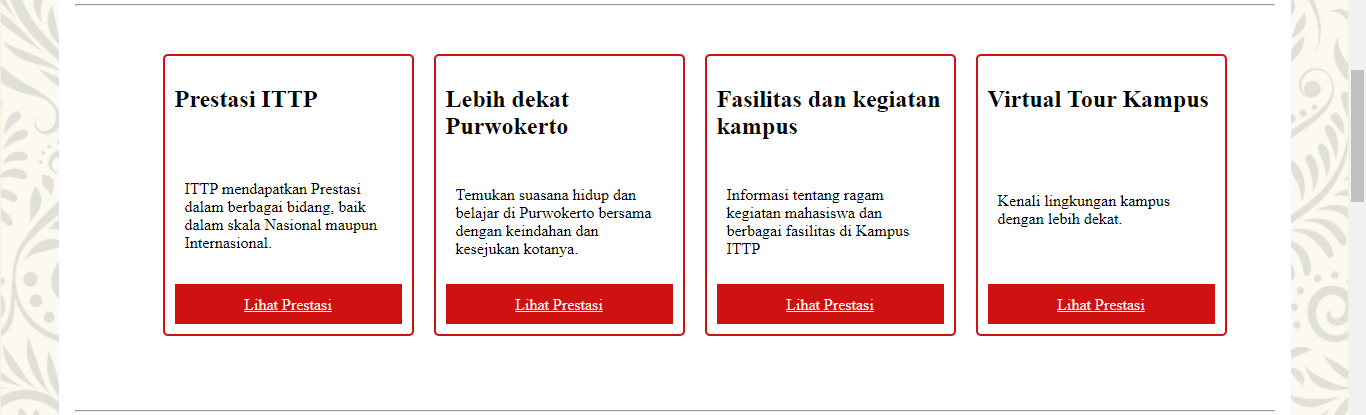 Prestasi ITTP
ITTP mendapatkan Prestasi
dalam berbagai bidang, baik
dalam skala Nasional maupun
Internasional.
Lihat Prestasi
Lebih dekat
Purwokerto
Temukan suasana hidup dan
belajar di Purwokerto bersama
dengan keindahan dan
kesejukan kotanya.
Lihat Prestasi
Fasilitas dan kegiatan
kampus
Informasi tentang ragam
kegiatan mahasiswa dan
berbagai fasilitas di Kampus
ITTP
Lihat Prestasi
Virtual Tour Kampus
Kenali lingkungan kampus
dengan lebih dekat.
Lihat Prestasi